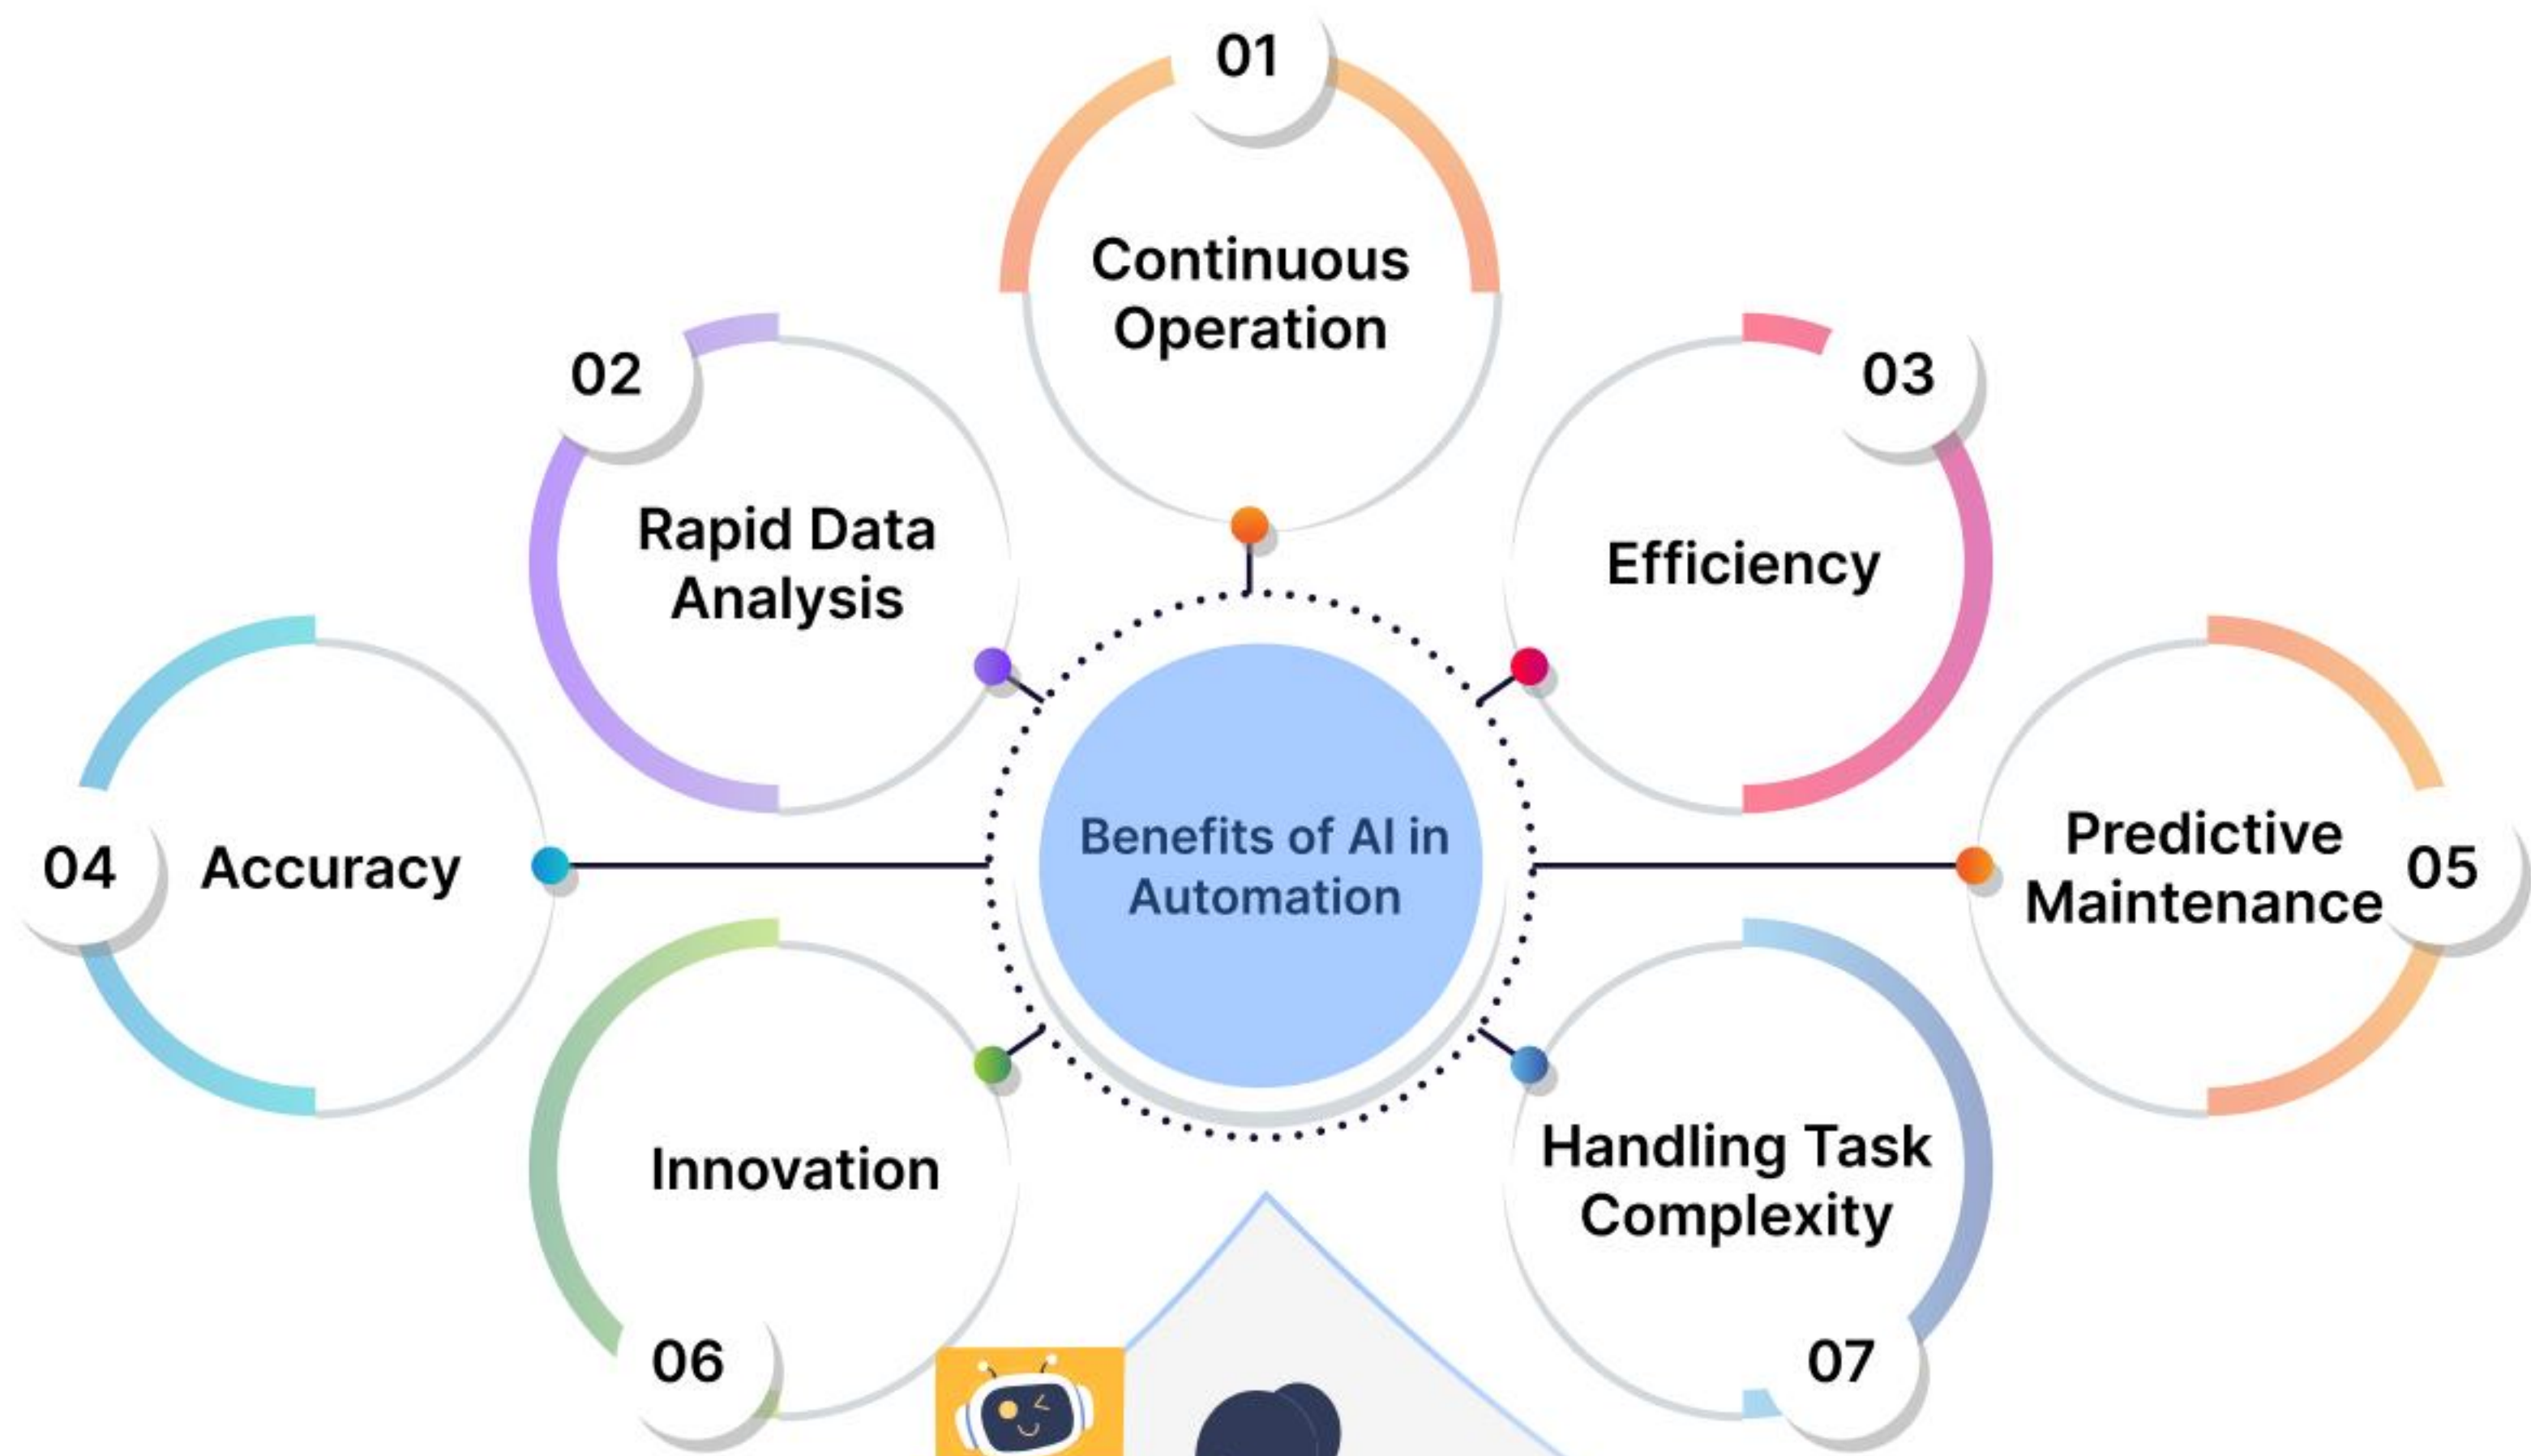 01
Continuous
Operation
02
Rapid Data
Analysis
03
Efficiency
04
Accuracy
05
Predictive
Maintenance
Benefits of AI in
Automation
06
Innovation
07
Handling Task
Complexity